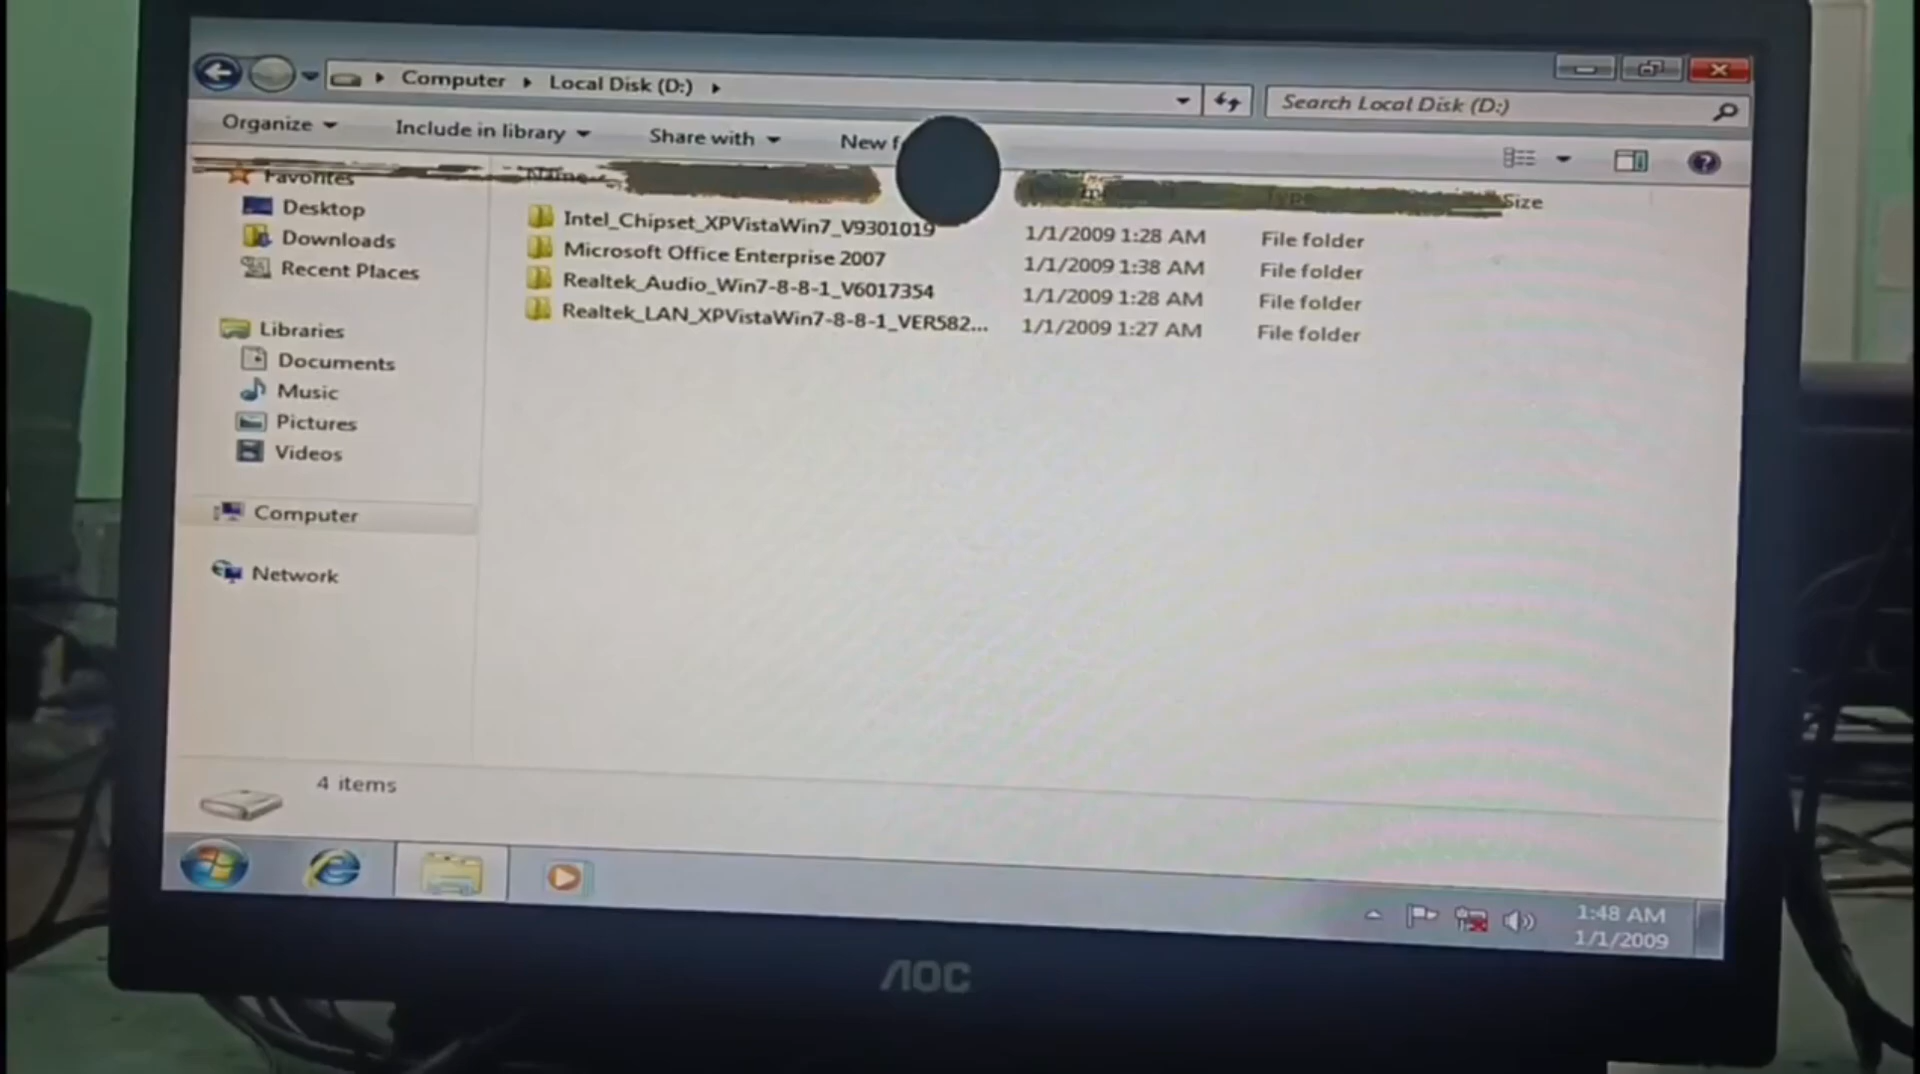 Computer Local Disk (D:)
Search Local Disk (D:)
Organize Include in library Share with New f
Favorites Name Type Size
Desktop
Downloads
Recent Places
Libraries
Documents
Music
Pictures
Videos
Computer
Network
Intel_Chipset_XPVistaWin7_V9301019 1/1/2009 1:28 AM File folder
Microsoft Office Enterprise 2007 1/1/2009 1:38 AM File folder
Realtek_Audio_Win7-8-8-1_V6017354 1/1/2009 1:28 AM File folder
Realtek_LAN_XPVistaWin7-8-8-1_VER582... 1/1/2009 1:27 AM File folder
4 items
1:48 AM
1/1/2009
AOC